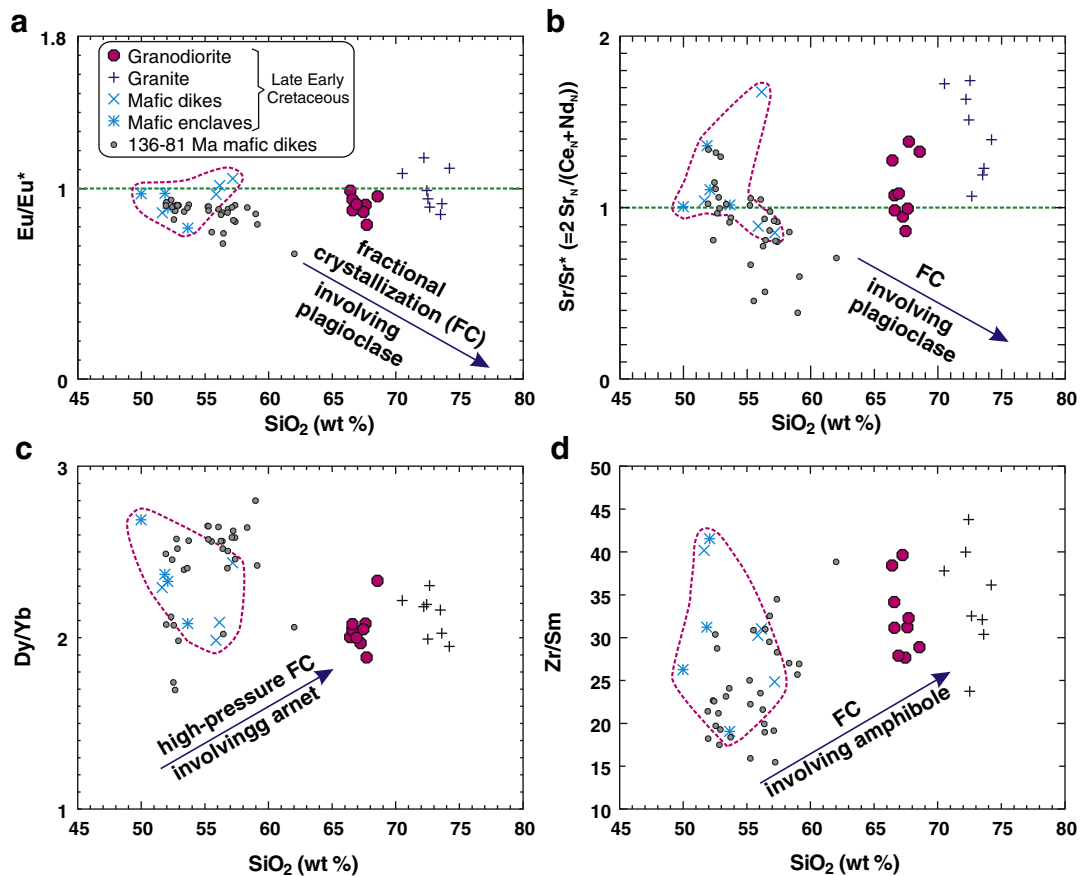 a
1.8
1
0
Eu/Eu*
Granodiorite
Granite
Mafic dikes
Mafic enclaves
136-81 Ma mafic dikes
Late Early
Cretaceous
fractional
crystallization (FC)
involving
plagioclase
45 50 55 60 65 70 75 80
SiO2 (wt %)
b
2
1
0
Sr/Sr* (=2 SrN /(CeN+NdN))
FC
involving
plagioclase
45 50 55 60 65 70 75 80
SiO2 (wt %)
c
3
2
1
Dy/Yb
high-pressure FC
involvingg arnet
45 50 55 60 65 70 75 80
SiO2 (wt %)
d
50
45
40
35
30
25
20
15
10
Zr/Sm
FC
involving amphibole
45 50 55 60 65 70 75 80
SiO2 (wt %)